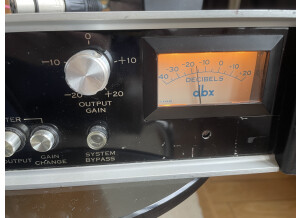 0
-10 +10
-20 +20
OUTPUT
GAIN
-40 -30 -20 -10 0 +10 +20
DECIBELS
dbx
TER
OUTPUT GAIN
CHANGE
SYSTEM
BYPASS